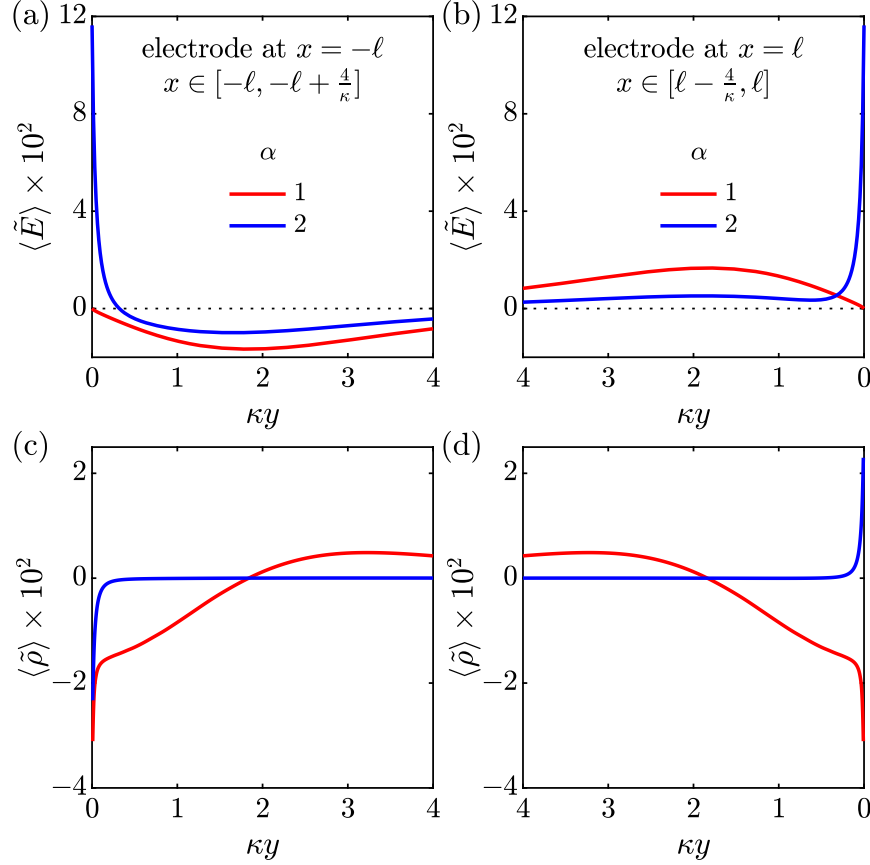 (a)
12
8
4
0
⟨Ẽ⟩ × 10²
electrode at x = −ℓ
x ∈ [−ℓ, −ℓ + 4/κ]
α
1
2
0 1 2 3 4
κy
(b)
12
8
4
0
⟨Ẽ⟩ × 10²
electrode at x = ℓ
x ∈ [ℓ − 4/κ, ℓ]
α
1
2
4 3 2 1 0
κy
(c)
2
0
−2
−4
⟨ρ̃⟩ × 10²
0 1 2 3 4
κy
(d)
2
0
−2
−4
⟨ρ̃⟩ × 10²
4 3 2 1 0
κy